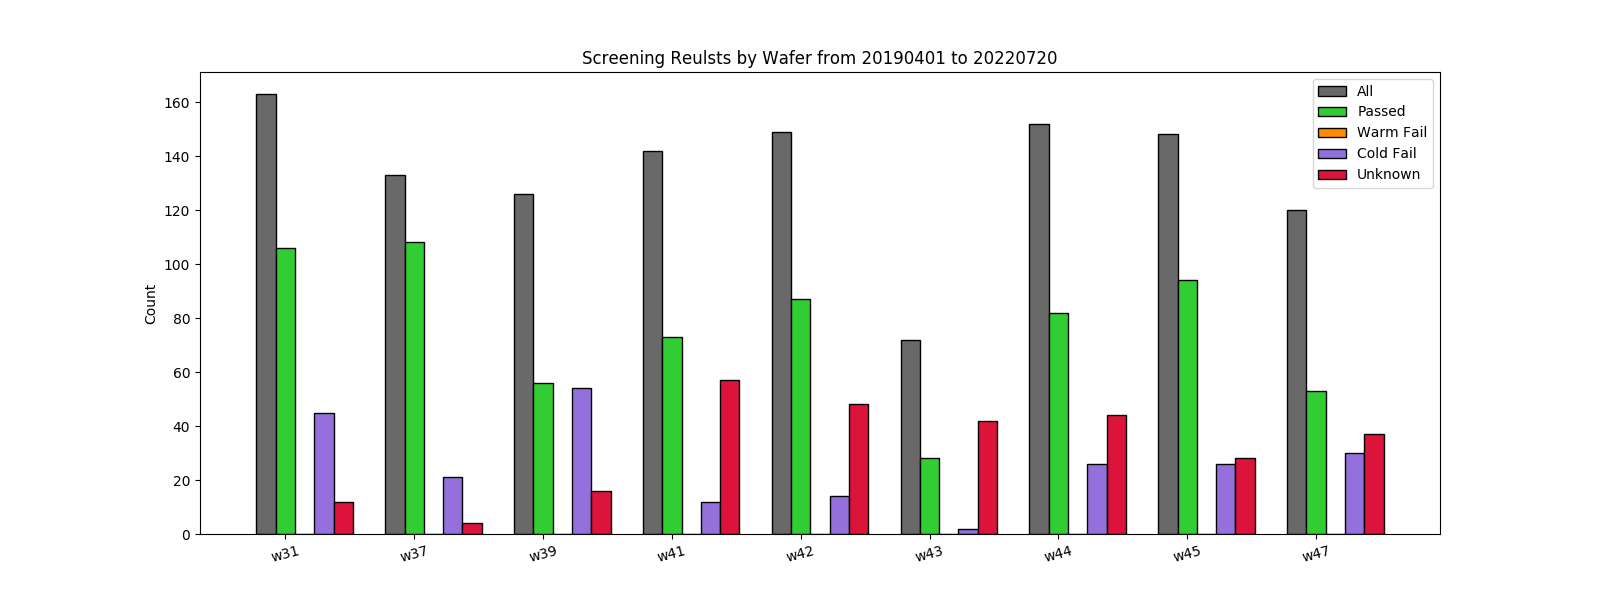 Screening Reulsts by Wafer from 20190401 to 20220720
All
Passed
Warm Fail
Cold Fail
Unknown
Count
160
140
120
100
80
60
40
20
0
w31 w37 w39 w41 w42 w43 w44 w45 w47